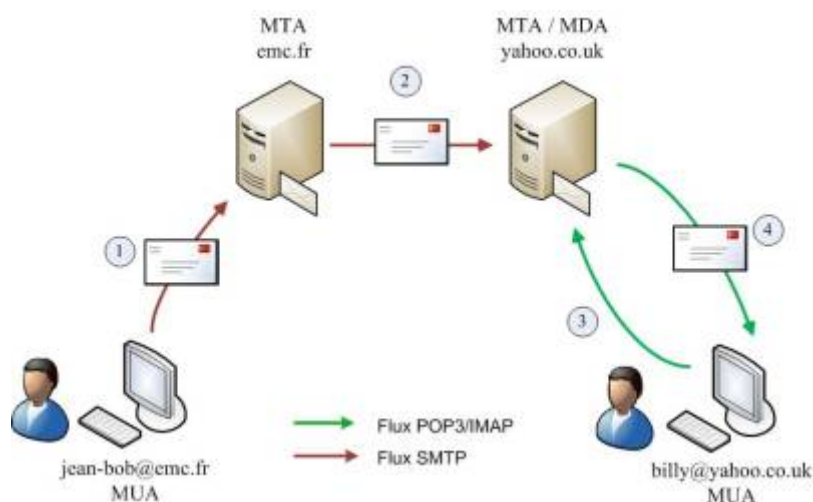 MTA
emc.fr
MTA / MDA
yahoo.co.uk
2
1
4
3
Flux POP3/IMAP
Flux SMTP
jean-bob@emc.fr
MUA
billy@yahoo.co.uk
MUA